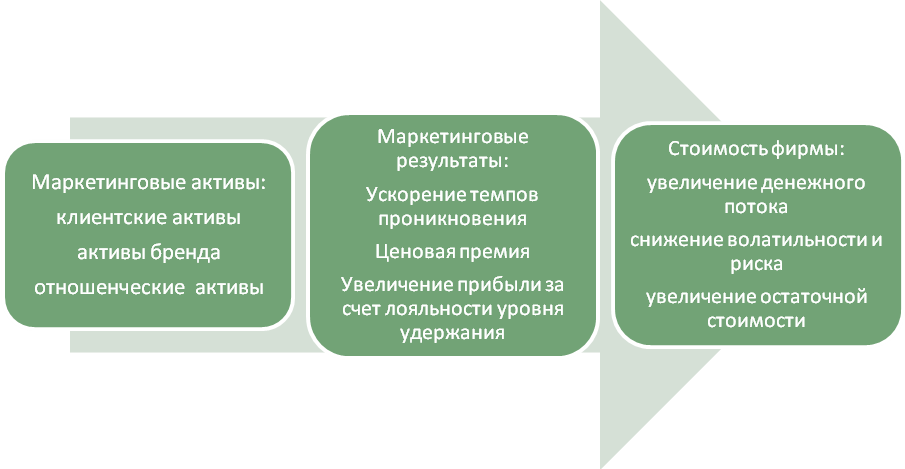 Маркетинговые активы:
клиентские активы
активы бренда
отношенческие активы
Маркетинговые
результаты:
Ускорение темпов
проникновения
Ценовая премия
Увеличение прибыли за
счет лояльности уровня
удержания
Стоимость фирмы:
увеличение денежного
потока
снижение волатильности и
риска
увеличение остаточной
стоимости